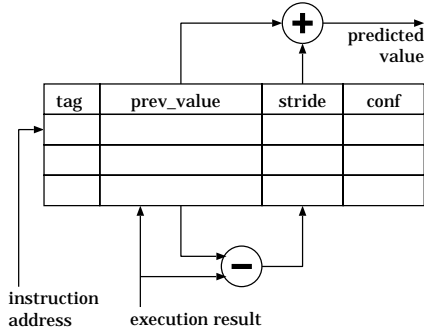 +
predicted
value
tag prev_value stride conf
−
instruction
address
execution result